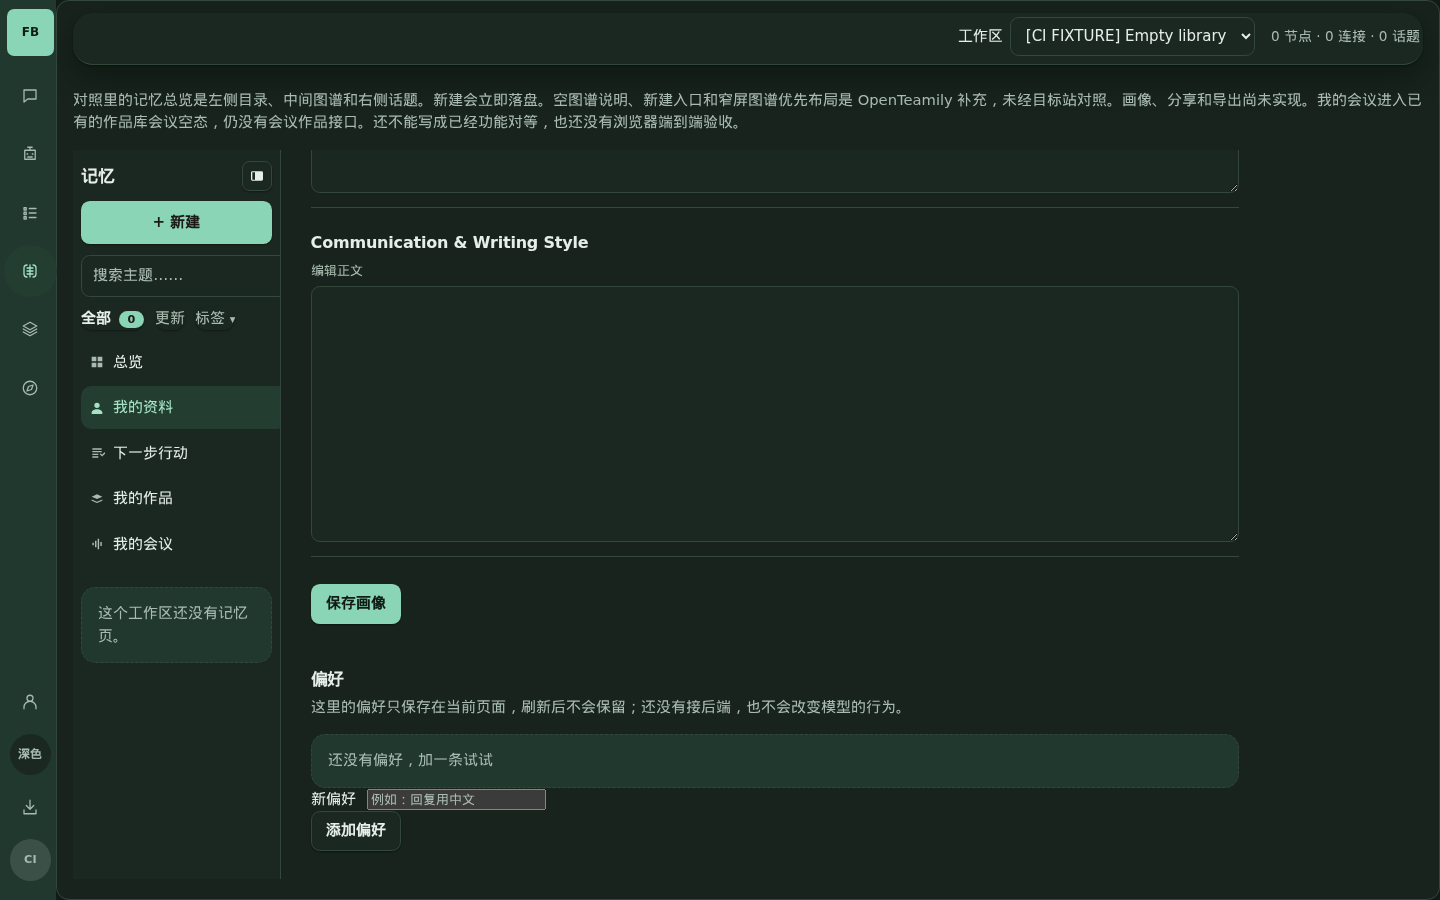 FB
工作区
[CI FIXTURE] Empty library
0 节点 · 0 连接 · 0 话题
对照里的记忆总览是左侧目录、中间图谱和右侧话题。新建会立即落盘。空图谱说明、新建入口和窄屏图谱优先布局是 OpenTeamily 补充，未经目标站对照。画像、分享和导出尚未实现。我的会议进入已
有的作品库会议空态，仍没有会议作品接口。还不能写成已经功能对等，也还没有浏览器端到端验收。
记忆
+ 新建
搜索主题……
全部 0 更新 标签 ▾
总览
我的资料
下一步行动
我的作品
我的会议
这个工作区还没有记忆
页。
Communication & Writing Style
编辑正文
保存画像
偏好
这里的偏好只保存在当前页面，刷新后不会保留；还没有接后端，也不会改变模型的行为。
还没有偏好，加一条试试
新偏好 例如：回复用中文
添加偏好
深色
CI